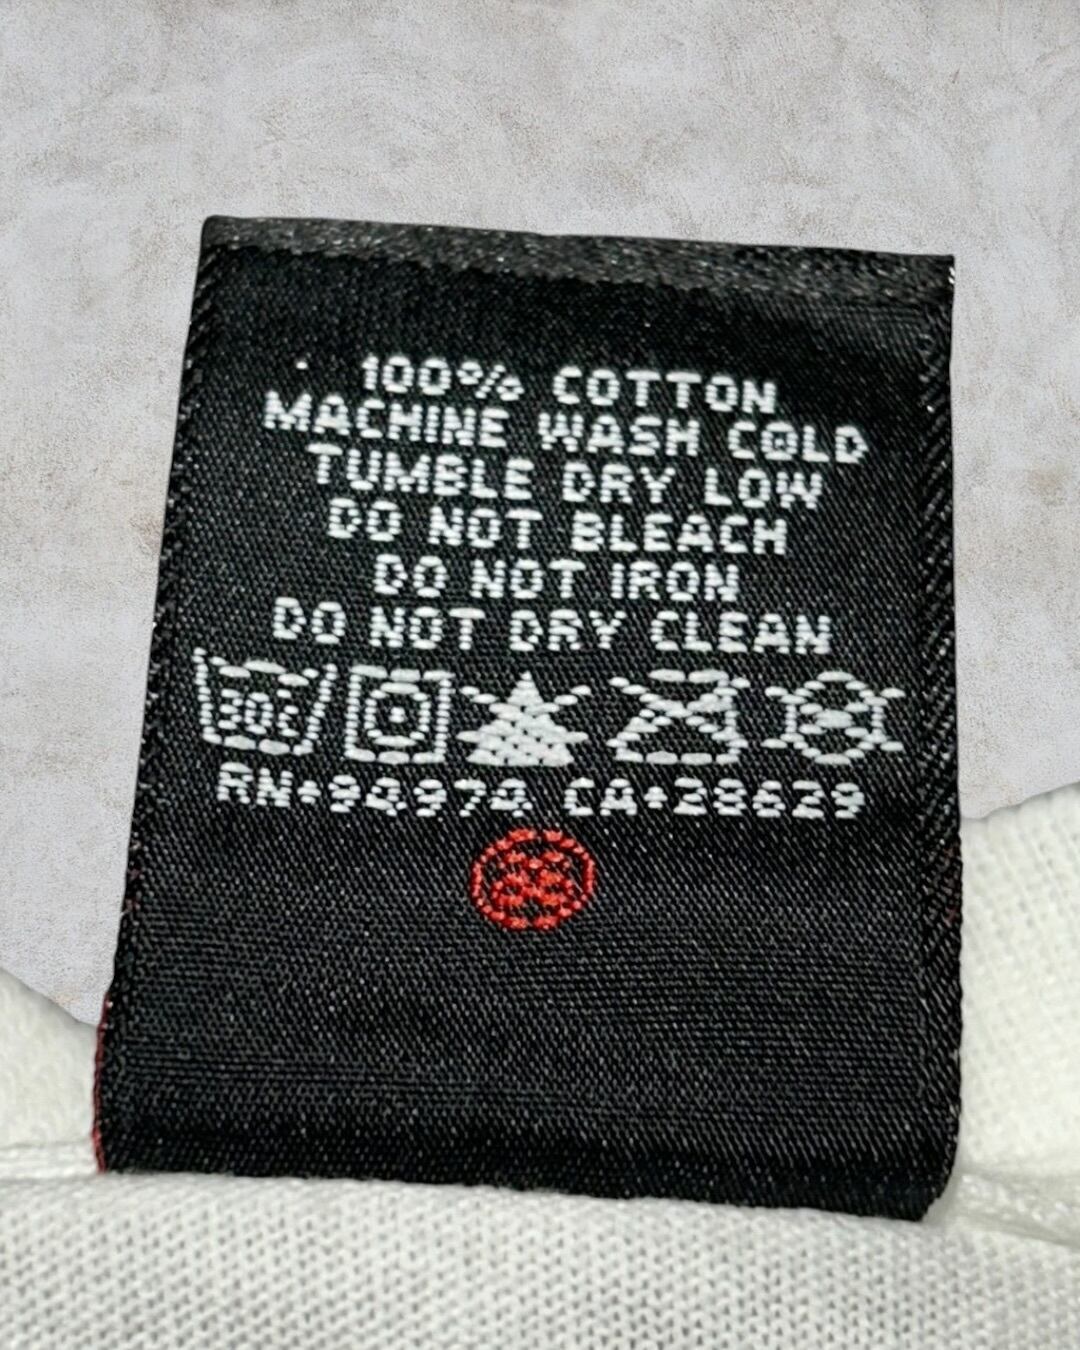 100% COTTON
MACHINE WASH COLD
TUMBLE DRY LOW
DO NOT BLEACH
DO NOT IRON
DO NOT DRY CLEAN
30C
RN•94974 CA•28629